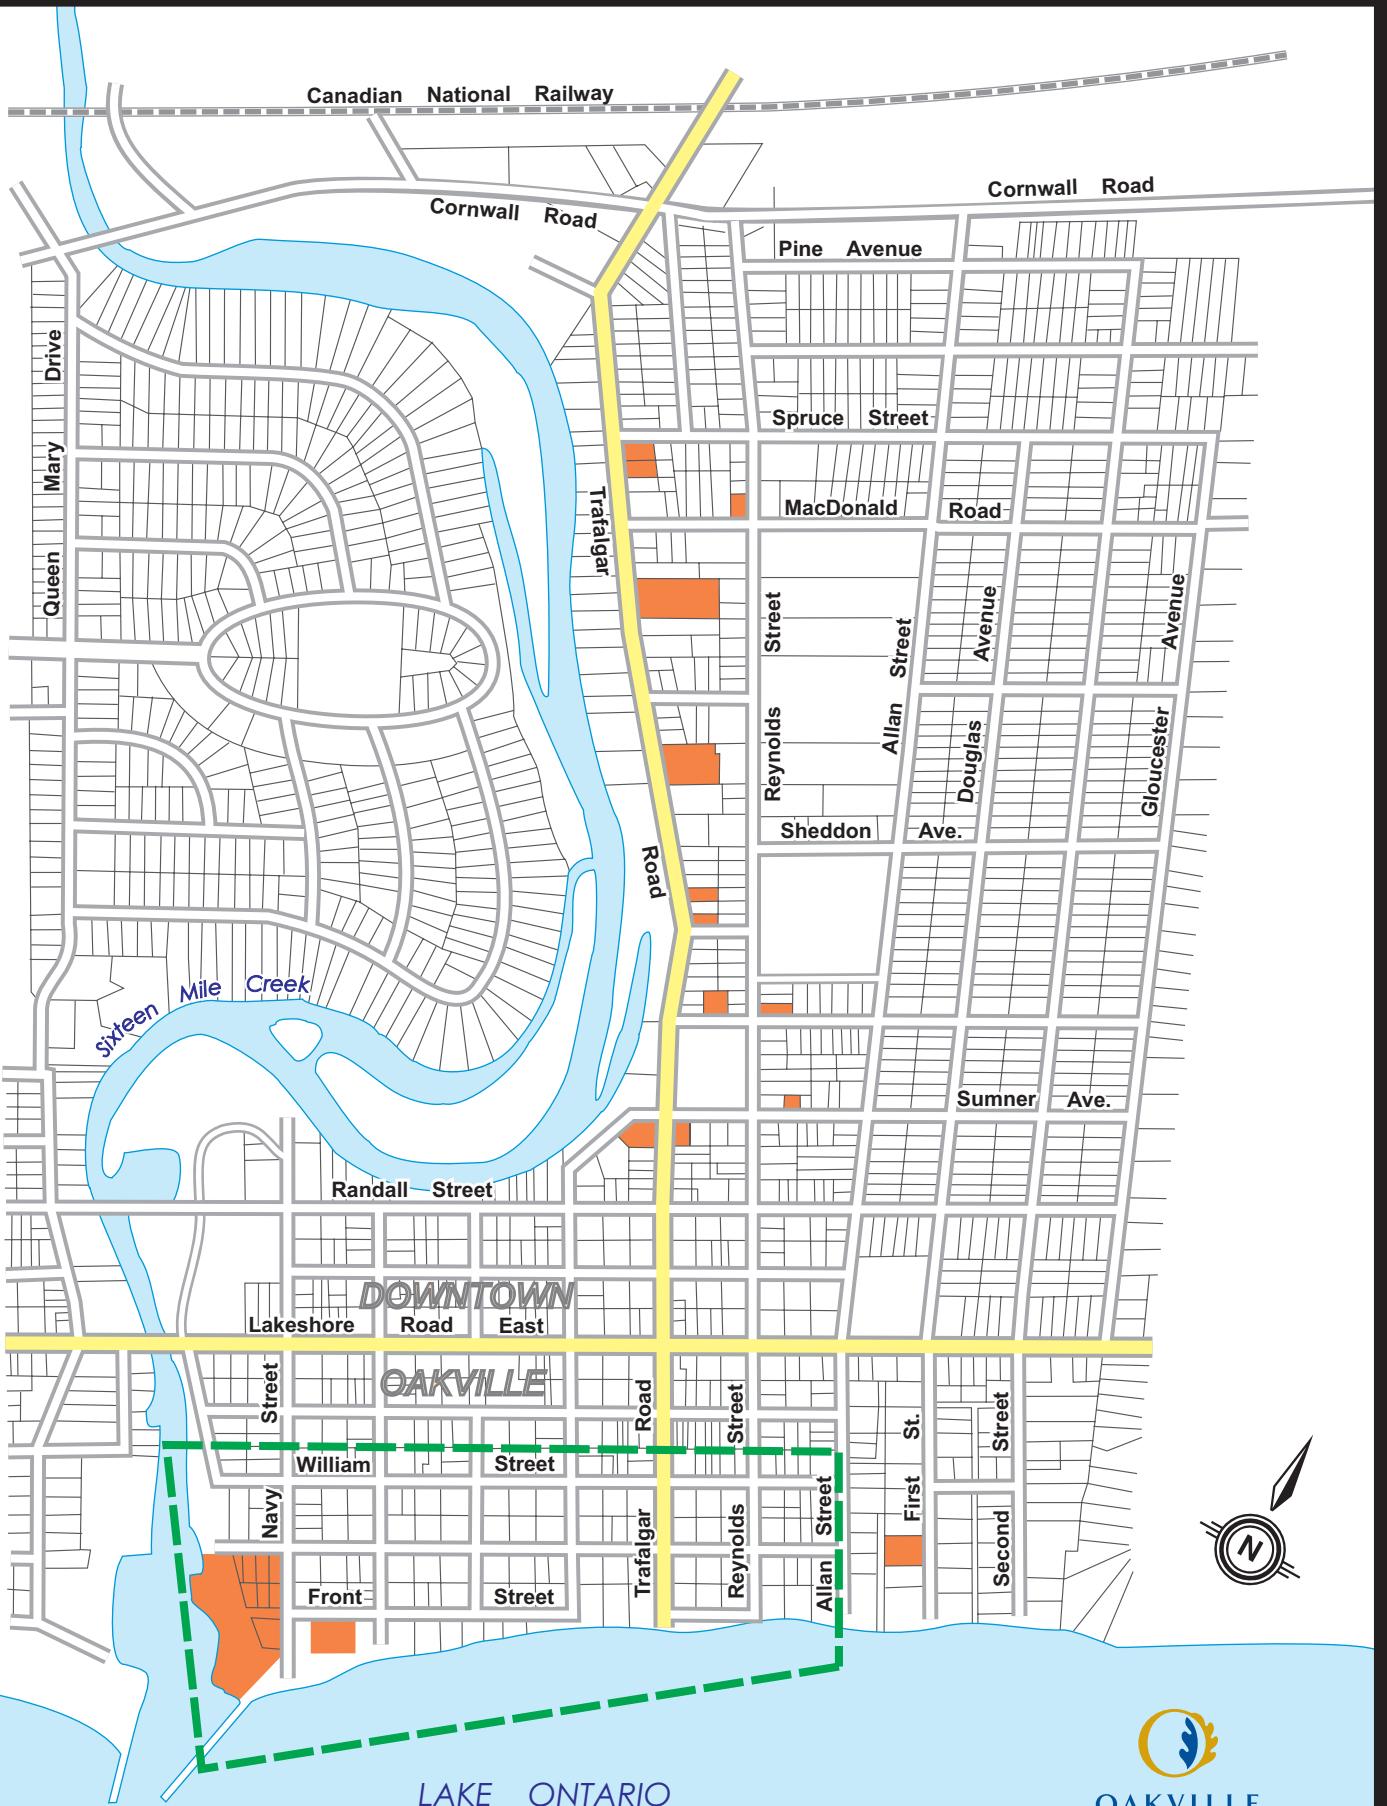 Canadian National Railway
Cornwall Road
Cornwall Road
Pine Avenue
Queen Mary Drive
Spruce Street
Trafalgar Road
MacDonald Road
Reynolds Street
Allan Street
Douglas Avenue
Gloucester Avenue
Sheddon Ave.
Sixteen Mile Creek
Sumner Ave.
Randall Street
DOWNTOWN
Lakeshore Road East
OAKVILLE
Navy Street
Trafalgar Road
Reynolds Street
Allan Street
First St.
Second Street
William Street
Front Street
N
LAKE ONTARIO
OAKVILLE